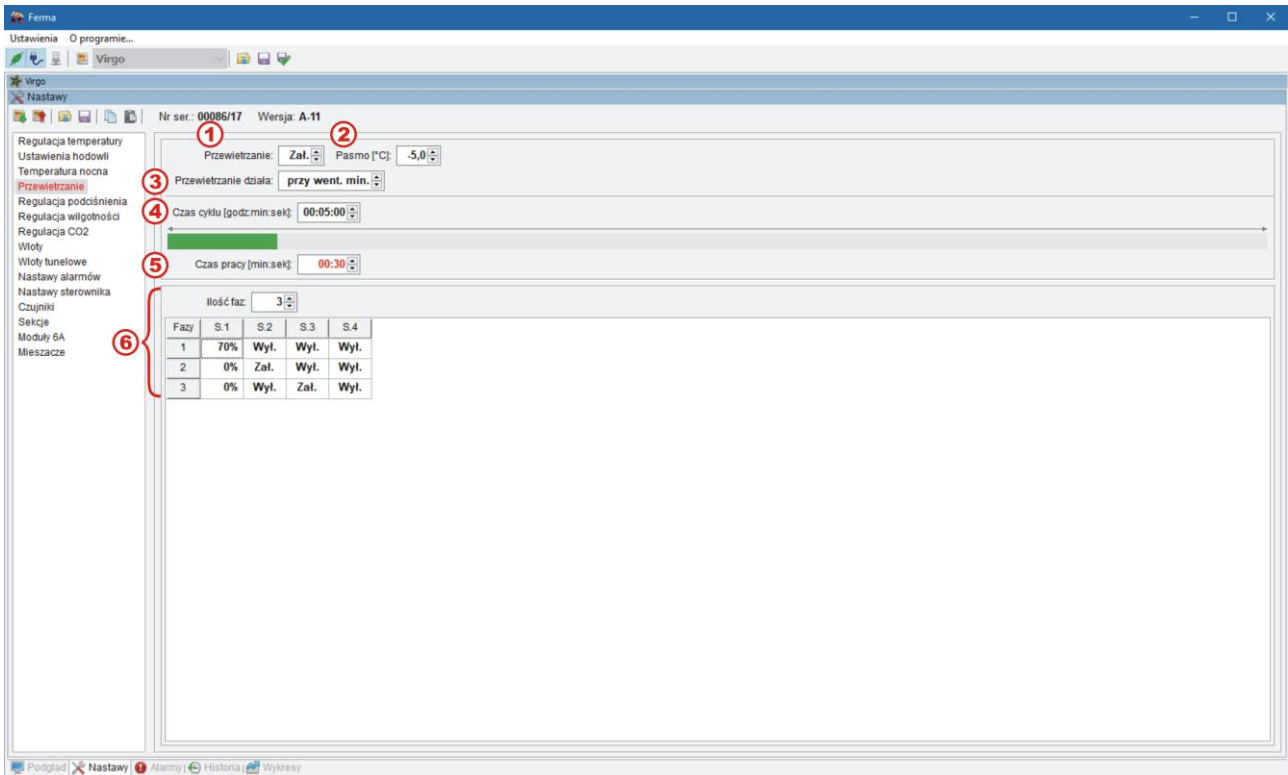 Ferma
Ustawienia O programie...
Virgo
Virgo
Nastawy
Nr ser.: 00086/17 Wersja: A-11
Regulacja temperatury
Ustawienia hodowli
Temperatura nocna
Przewietrzanie
Regulacja podciśnienia
Regulacja wilgotności
Regulacja CO2
Wloty
Wloty tunelowe
Nastawy alarmów
Nastawy sterownika
Czujniki
Sekcje
Moduły 6A
Mieszacze
1 2
Przewietrzanie: Zał. Pasmo [°C]: -5,0
3 Przewietrzanie działa: przy went. min.
4 Czas cyklu [godz:min:sek]: 00:05:00
5 Czas pracy [min:sek]: 00:30
6
Ilość faz: 3
Fazy S.1 S.2 S.3 S.4
1 70% Wył. Wył. Wył.
2 0% Zał. Wył. Wył.
3 0% Wył. Zał. Wył.
Podgląd Nastawy Alarmy Historia Wykresy